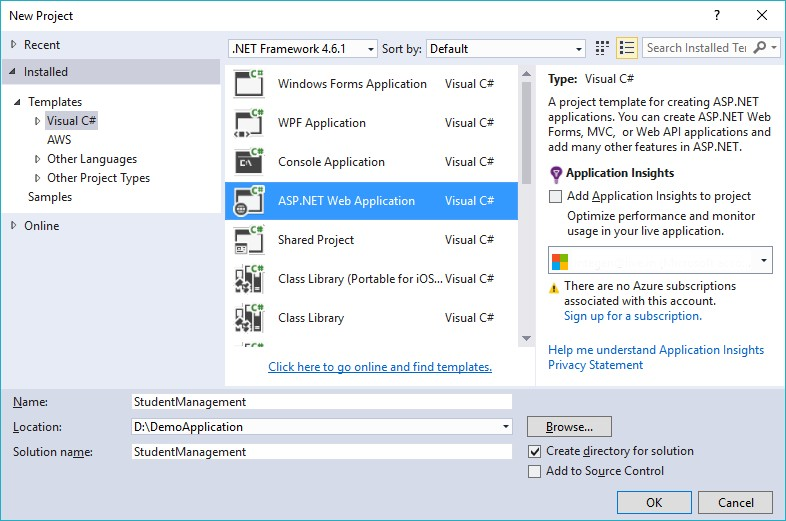 New Project
?
Recent
Installed
Templates
Visual C#
AWS
Other Languages
Other Project Types
Samples
Online
.NET Framework 4.6.1 Sort by: Default
Search Installed Te
C# Windows Forms Application Visual C#
C# WPF Application Visual C#
C# C:\ Console Application Visual C#
C# ASP.NET Web Application Visual C#
C# Shared Project Visual C#
C# Class Library (Portable for iOS... Visual C#
C# Class Library Visual C#
C#
Click here to go online and find templates.
Type: Visual C#
A project template for creating ASP.NET
applications. You can create ASP.NET Web
Forms, MVC, or Web API applications and
add many other features in ASP.NET.
Application Insights
Add Application Insights to project
Optimize performance and monitor
usage in your live application.
There are no Azure subscriptions
associated with this account.
Sign up for a subscription.
Help me understand Application Insights
Privacy Statement
Name: StudentManagement
Location: D:\DemoApplication Browse...
Solution name: StudentManagement
Create directory for solution
Add to Source Control
OK Cancel